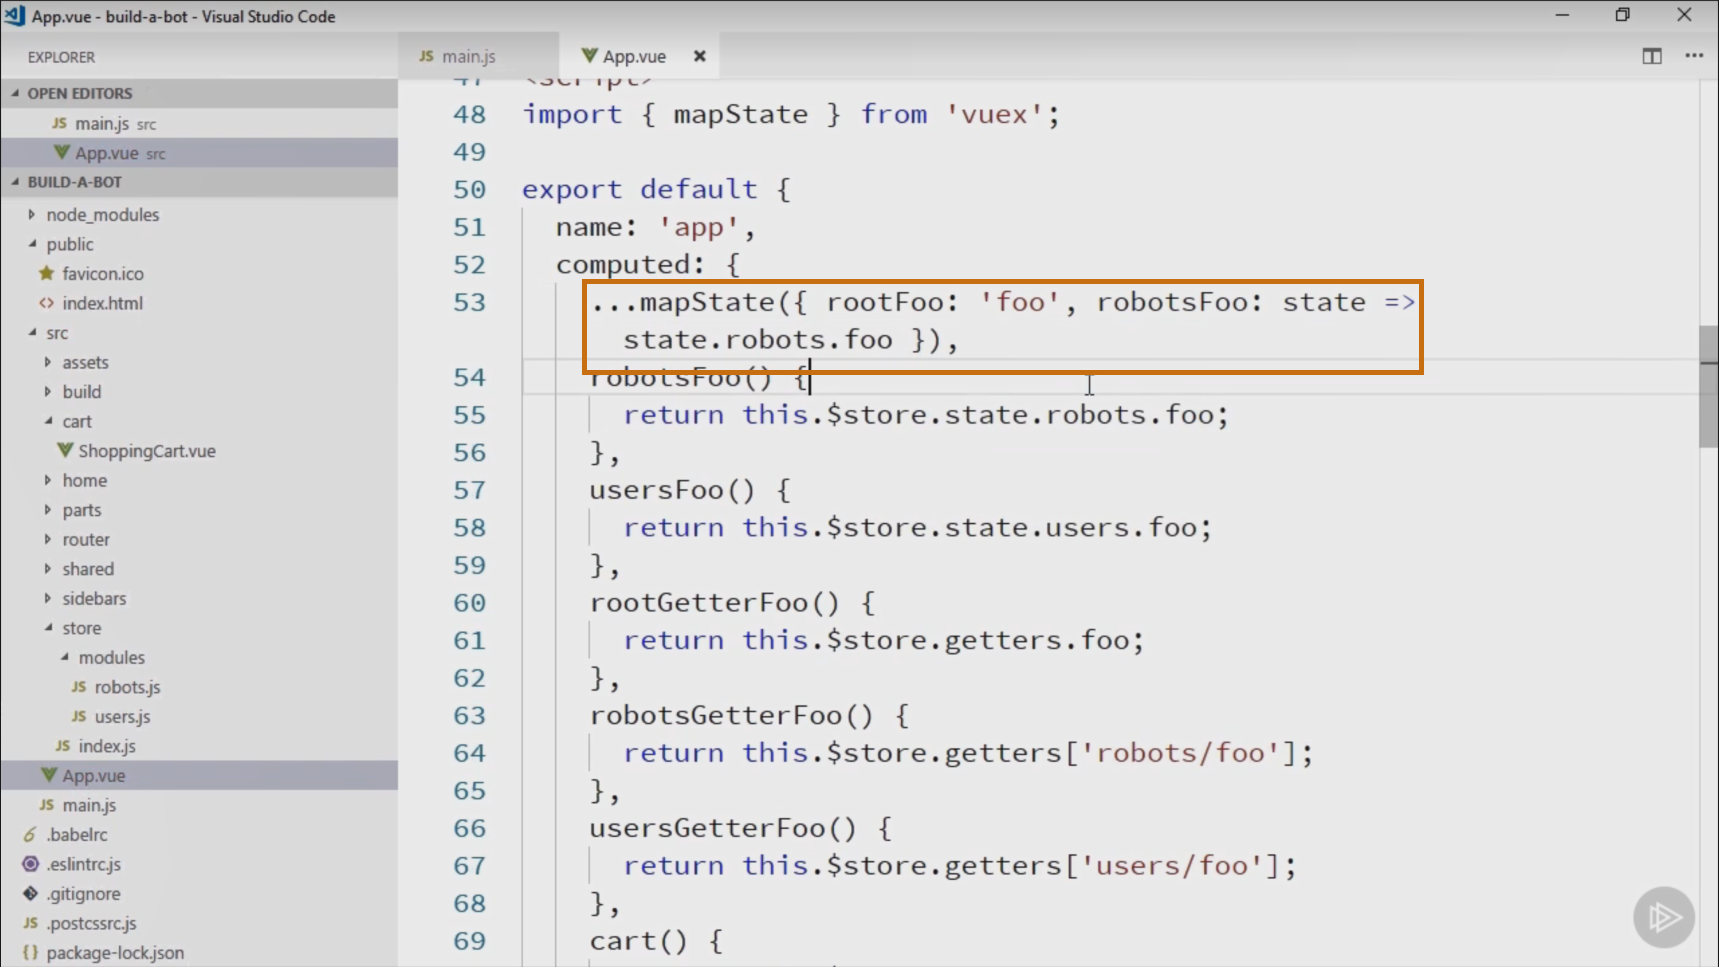 App.vue - build-a-bot - Visual Studio Code
EXPLORER
JS main.js
App.vue
OPEN EDITORS
JS main.js src
App.vue src
BUILD-A-BOT
node_modules
public
favicon.ico
<> index.html
src
assets
build
cart
ShoppingCart.vue
home
parts
router
shared
sidebars
store
modules
JS robots.js
JS users.js
JS index.js
App.vue
JS main.js
.babelrc
.eslintrc.js
.gitignore
JS .postcssrc.js
{} package-lock.json
47 <script>
48 import { mapState } from 'vuex';
49
50 export default {
51 name: 'app',
52 computed: {
53 ...mapState({ rootFoo: 'foo', robotsFoo: state =>
state.robots.foo }),
54 robotsFoo() {
55 return this.$store.state.robots.foo;
56 },
57 usersFoo() {
58 return this.$store.state.users.foo;
59 },
60 rootGetterFoo() {
61 return this.$store.getters.foo;
62 },
63 robotsGetterFoo() {
64 return this.$store.getters['robots/foo'];
65 },
66 usersGetterFoo() {
67 return this.$store.getters['users/foo'];
68 },
69 cart() {